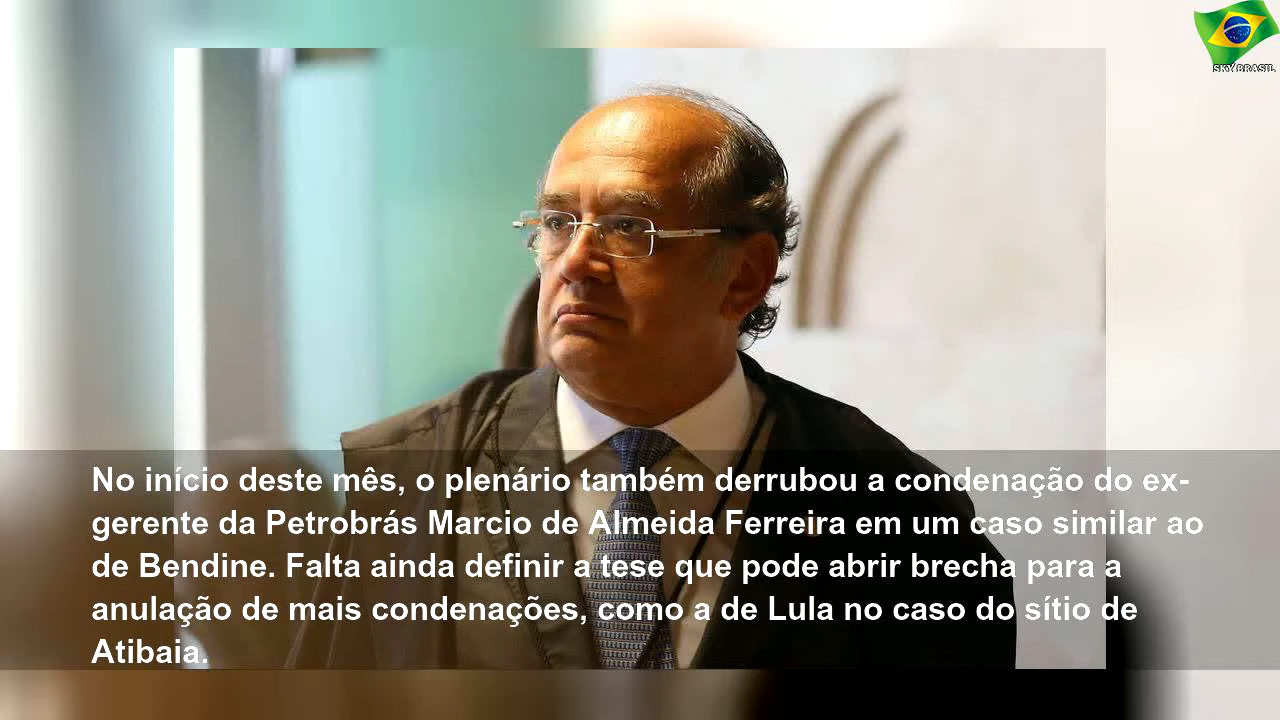 SKY BRASIL
No início deste mês, o plenário também derrubou a condenação do ex-
gerente da Petrobrás Marcio de Almeida Ferreira em um caso similar ao
de Bendine. Falta ainda definir a tese que pode abrir brecha para a
anulação de mais condenações, como a de Lula no caso do sítio de
Atibaia.